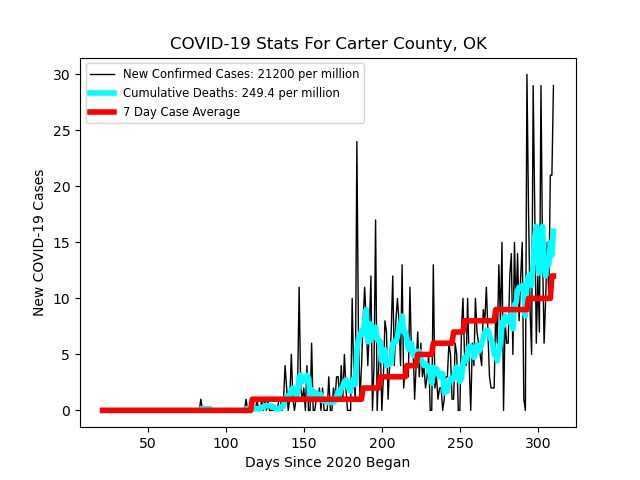 COVID-19 Stats For Carter County, OK
New Confirmed Cases: 21200 per million
Cumulative Deaths: 249.4 per million
7 Day Case Average
New COVID-19 Cases
30
25
20
15
10
5
0
50 100 150 200 250 300
Days Since 2020 Began